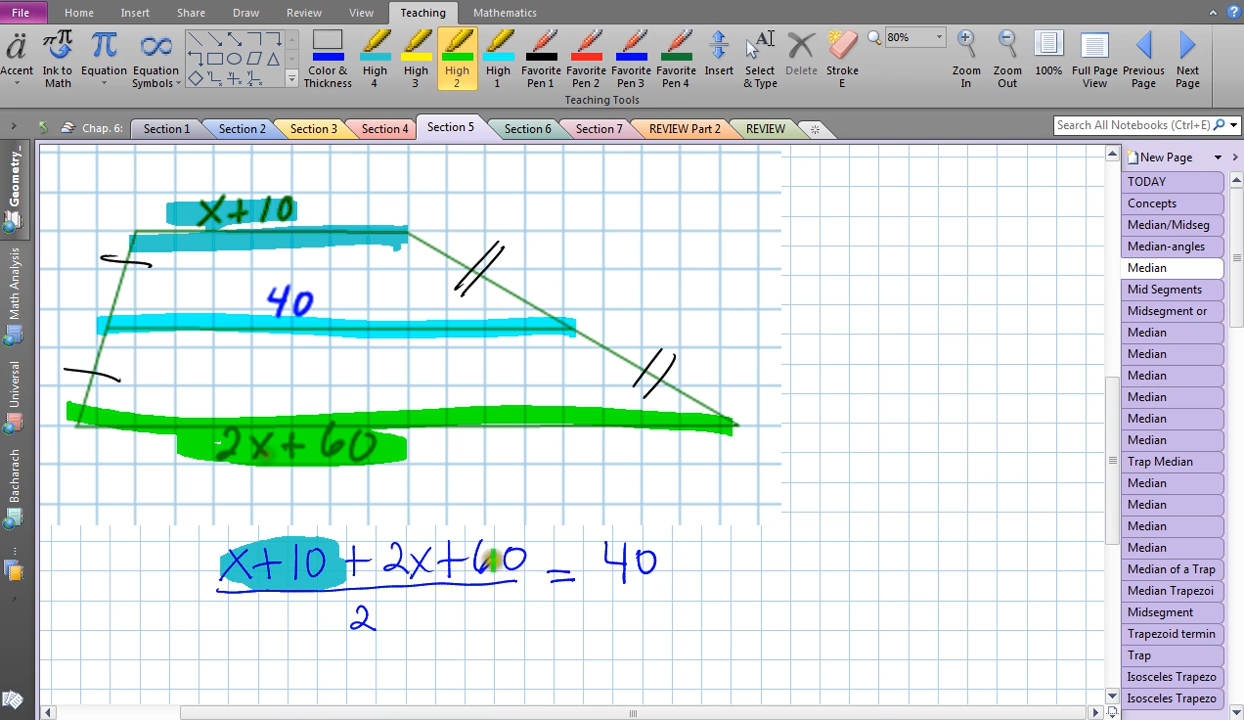 File Home Insert Share Draw Review View Teaching Mathematics
ä Accent
Ink to Math
π Equation
∞ Equation Symbols
Color & Thickness
High 4
High 3
High 2
High 1
Favorite Pen 1
Favorite Pen 2
Favorite Pen 3
Favorite Pen 4
Insert
Select & Type
Delete
Stroke E
80%
Zoom In
Zoom Out
100%
Full Page View
Previous Page
Next Page
Teaching Tools
Chap. 6: Section 1 Section 2 Section 3 Section 4 Section 5 Section 6 Section 7 REVIEW Part 2 REVIEW
Search All Notebooks (Ctrl+E)
Geometry_
Math Analysis
Universal
Bacharach
x+10
40
2x+60
x+10 + 2x+60 = 40
2
New Page
TODAY
Concepts
Median/Midseg
Median-angles
Median
Mid Segments
Midsegment or
Median
Median
Median
Median
Median
Median
Trap Median
Median
Median
Median
Median
Median of a Trap
Median Trapezoi
Midsegment
Trapezoid termin
Trap
Isosceles Trapezo
Isosceles Trapezo